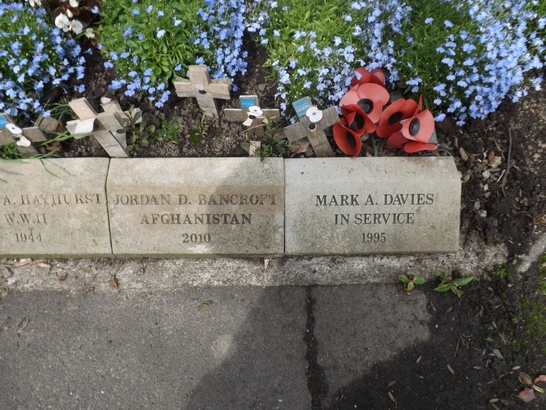 A. HAYHURST
W.W.II
1944
JORDAN D. BANCROFT
AFGHANISTAN
2010
MARK A. DAVIES
IN SERVICE
1995